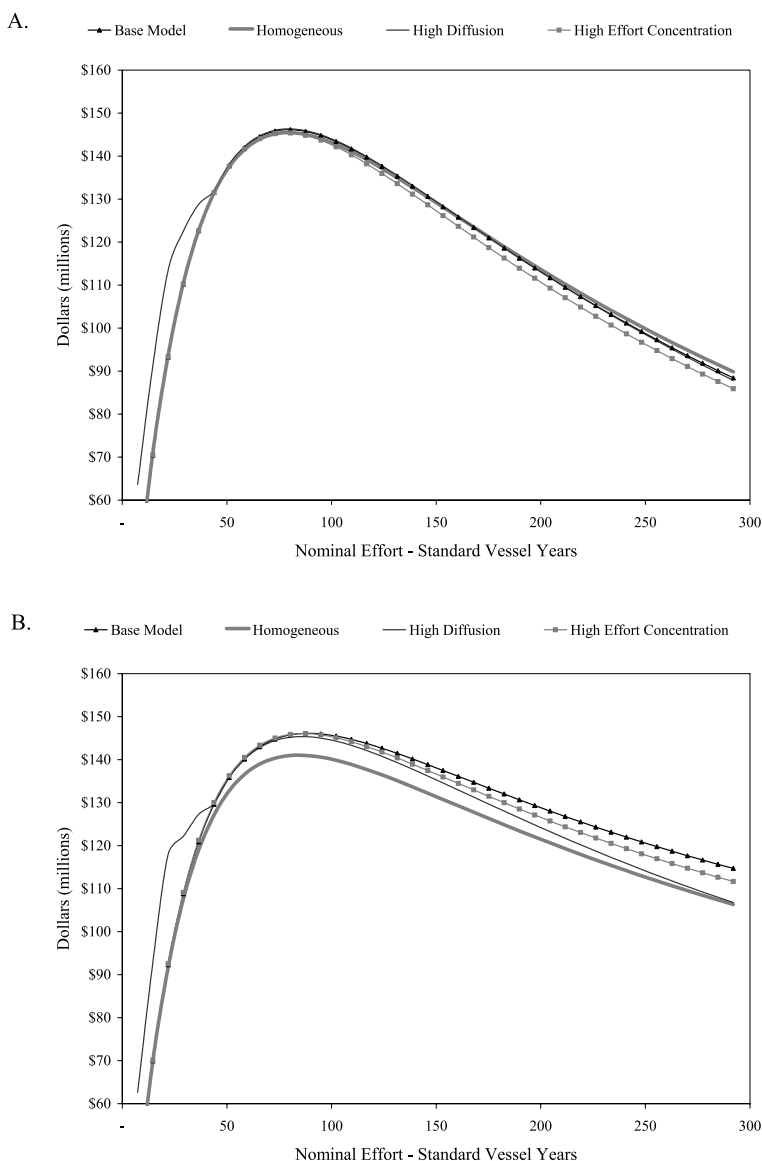 A.
Base Model Homogeneous High Diffusion High Effort Concentration
$160
$150
$140
$130
$120
$110
$100
$90
$80
$70
$60
Dollars (millions)
- 50 100 150 200 250 300
Nominal Effort - Standard Vessel Years
B.
Base Model Homogeneous High Diffusion High Effort Concentration
$160
$150
$140
$130
$120
$110
$100
$90
$80
$70
$60
Dollars (millions)
- 50 100 150 200 250 300
Nominal Effort - Standard Vessel Years